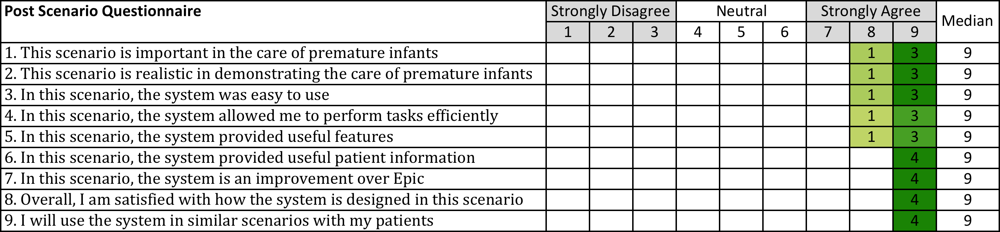 Post Scenario Questionnaire Strongly Disagree Neutral Strongly Agree Median
1 2 3 4 5 6 7 8 9
1. This scenario is important in the care of premature infants 1 3 9
2. This scenario is realistic in demonstrating the care of premature infants 1 3 9
3. In this scenario, the system was easy to use 1 3 9
4. In this scenario, the system allowed me to perform tasks efficiently 1 3 9
5. In this scenario, the system provided useful features 1 3 9
6. In this scenario, the system provided useful patient information 4 9
7. In this scenario, the system is an improvement over Epic 4 9
8. Overall, I am satisfied with how the system is designed in this scenario 4 9
9. I will use the system in similar scenarios with my patients 4 9